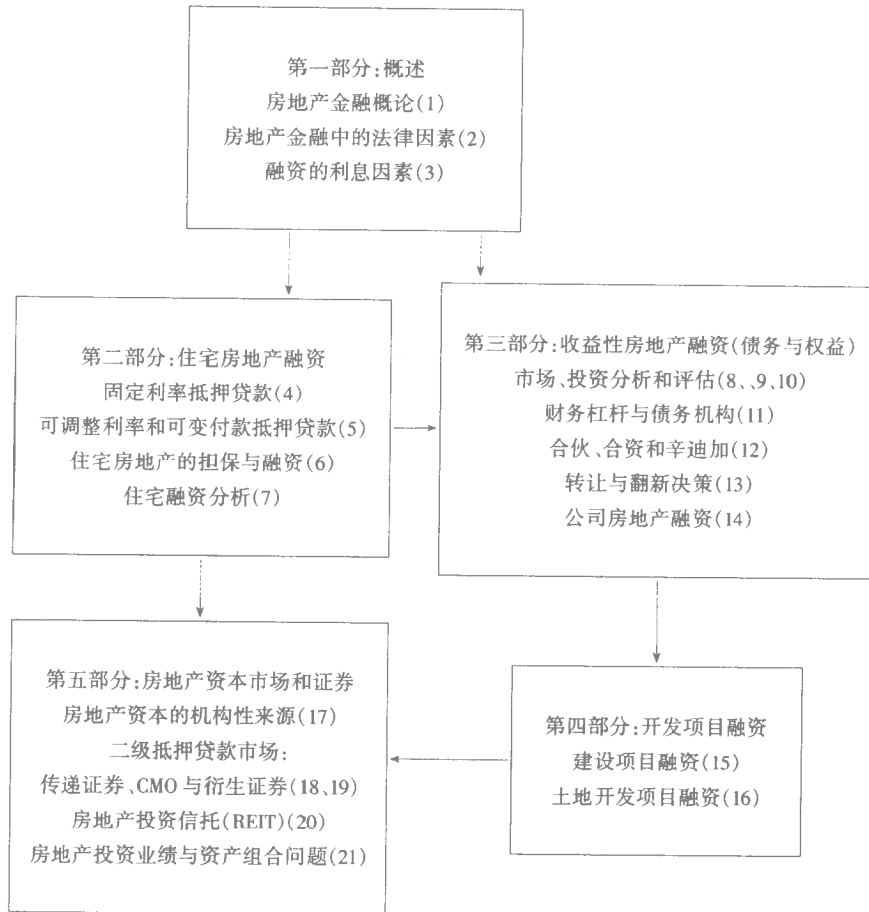 第一部分:概述
房地产金融概论(1)
房地产金融中的法律因素(2)
融资的利息因素(3)
第二部分:住宅房地产融资
固定利率抵押贷款(4)
可调整利率和可变付款抵押贷款(5)
住宅房地产的担保与融资(6)
住宅融资分析(7)
第三部分:收益性房地产融资(债务与权益)
市场、投资分析和评估(8、,9、10)
财务杠杆与债务机构(11)
合伙、合资和辛迪加(12)
转让与翻新决策(13)
公司房地产融资(14)
第五部分:房地产资本市场和证券
房地产资本的机构性来源(17)
二级抵押贷款市场:
传递证券、CMO与衍生证券(18、19)
房地产投资信托(REIT)(20)
房地产投资业绩与资产组合问题(21)
第四部分:开发项目融资
建设项目融资(15)
土地开发项目融资(16)